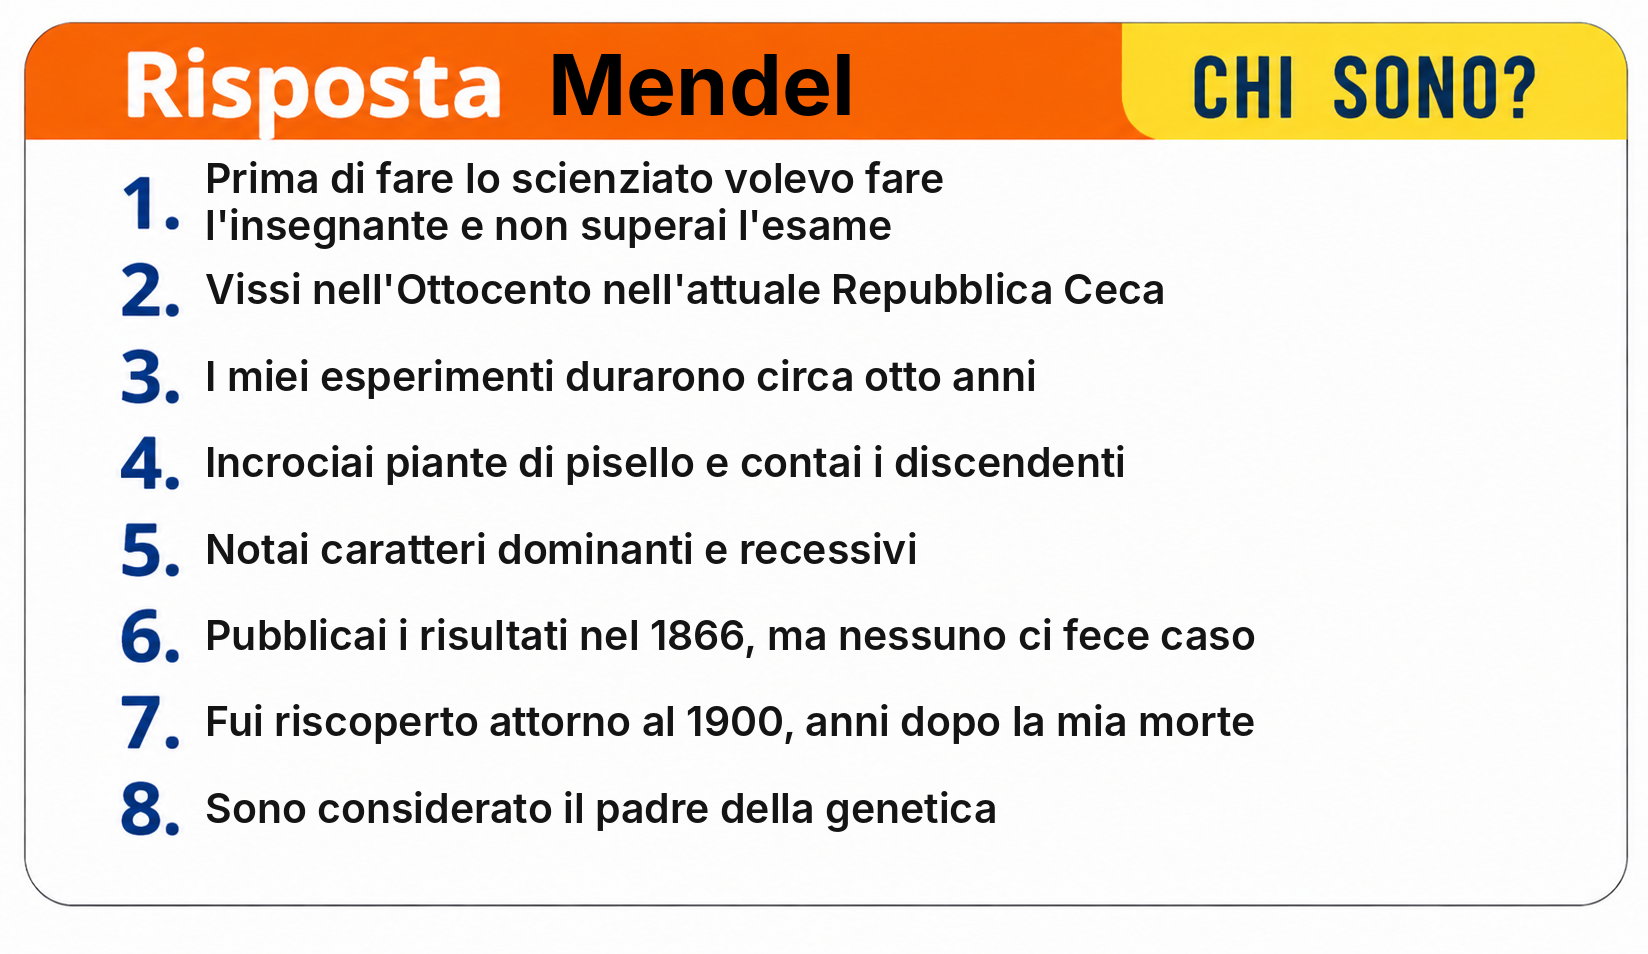 Risposta Mendel CHI SONO?
1. Prima di fare lo scienziato volevo fare
l'insegnante e non superai l'esame
2. Vissi nell'Ottocento nell'attuale Repubblica Ceca
3. I miei esperimenti durarono circa otto anni
4. Incrociai piante di pisello e contai i discendenti
5. Notai caratteri dominanti e recessivi
6. Pubblicai i risultati nel 1866, ma nessuno ci fece caso
7. Fui riscoperto attorno al 1900, anni dopo la mia morte
8. Sono considerato il padre della genetica